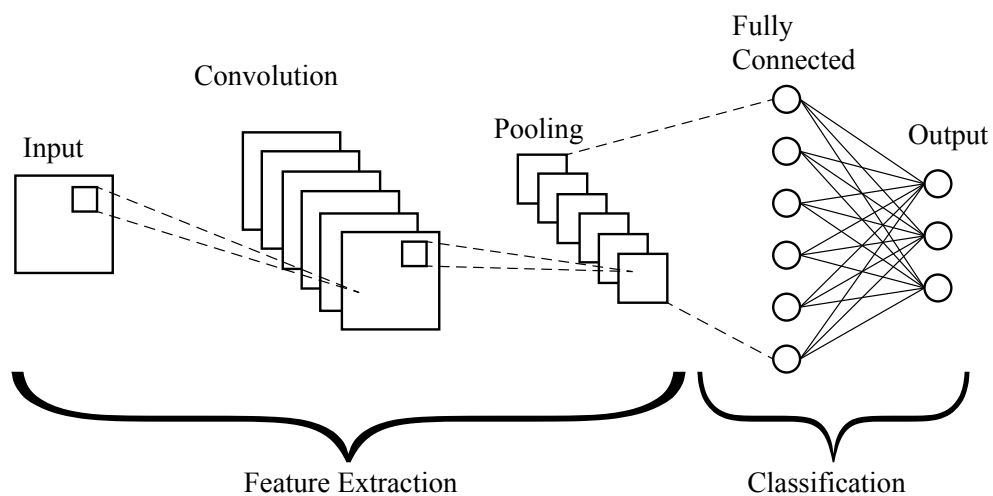 Input
Convolution
Pooling
Fully
Connected
Output
Feature Extraction
Classification